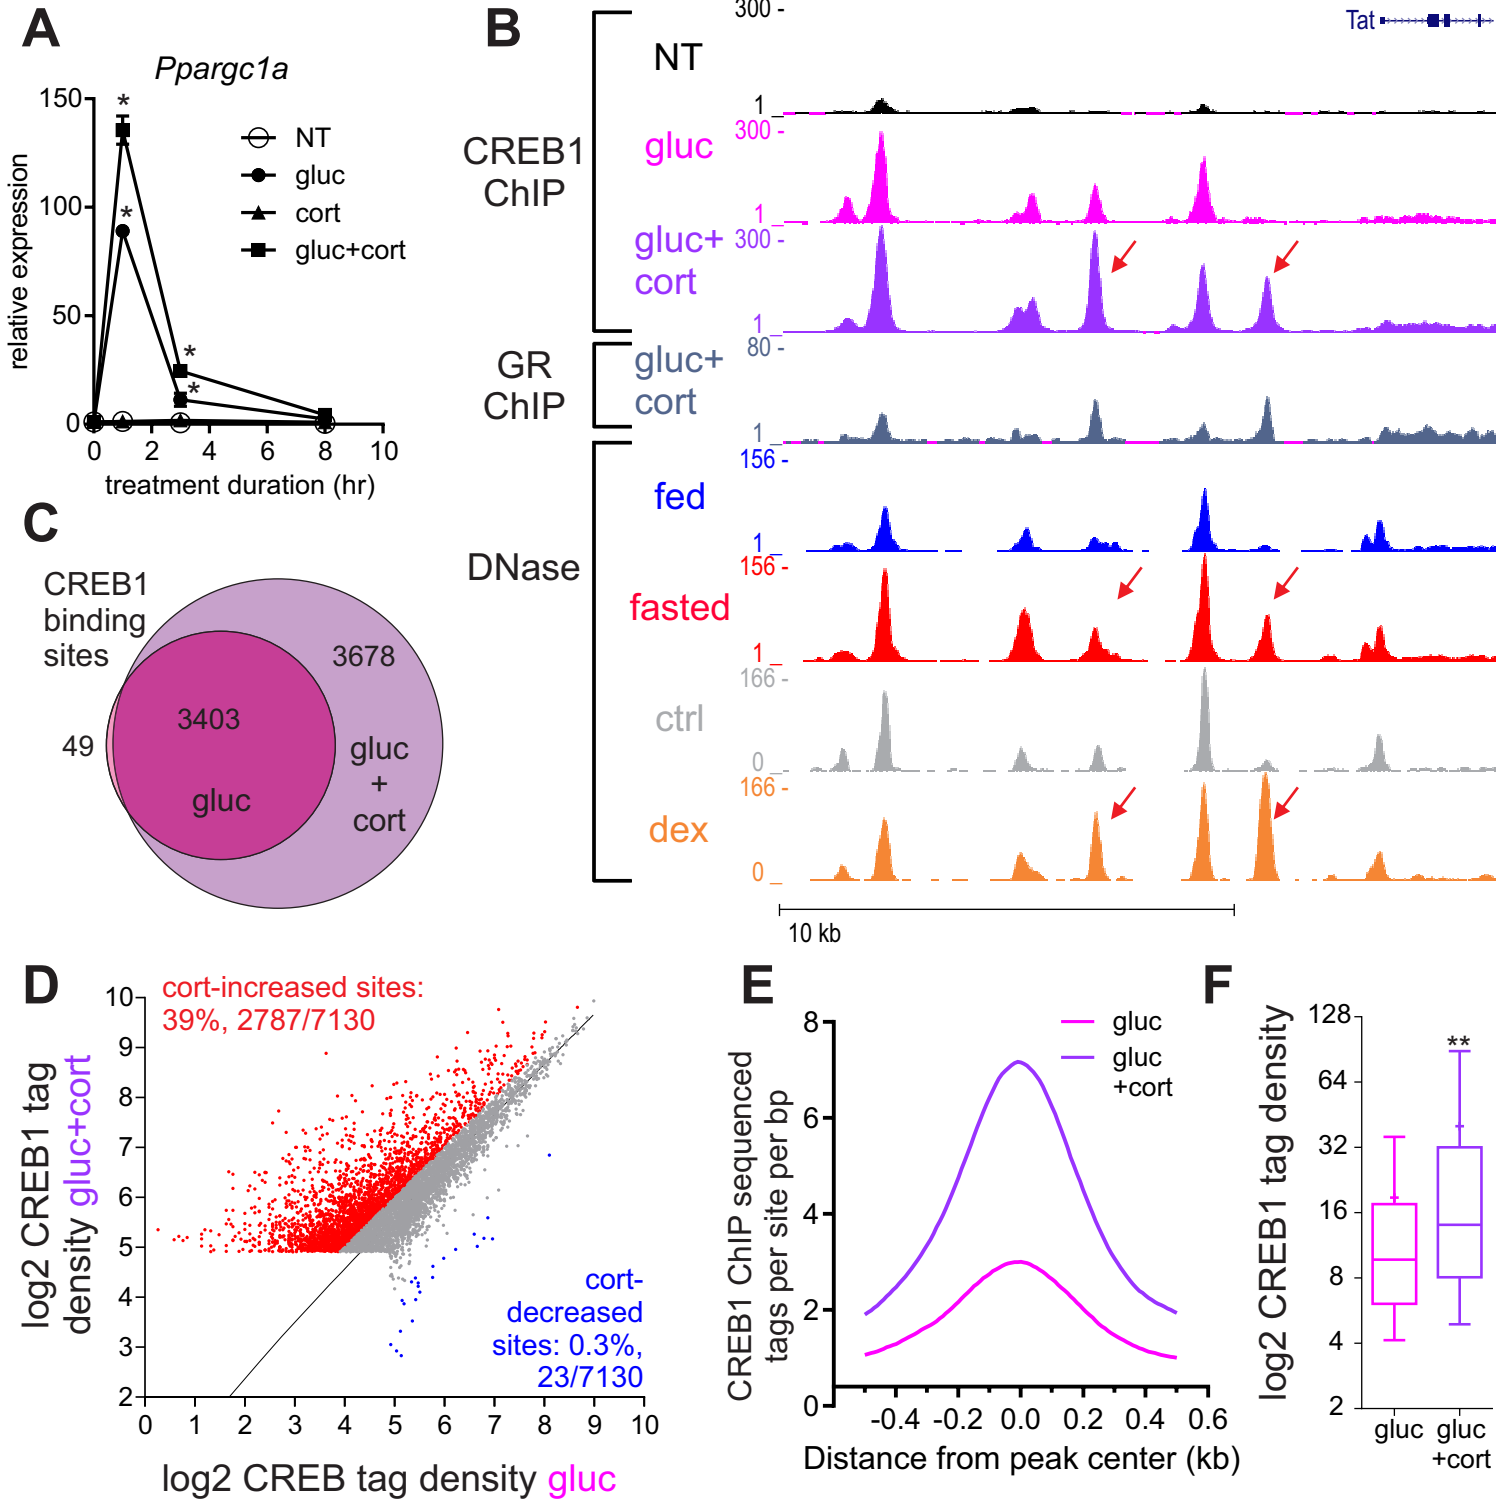 A
Ppargc1a
relative expression
150
100
50
0
*
*
*
*
NT
gluc
cort
gluc+cort
0 2 4 6 8 10
treatment duration (hr)
B
CREB1
ChIP
GR
ChIP
DNase
Tat
NT
300 -
1 _
gluc
300 -
1 _
gluc+
cort
300 -
1 _
gluc+
cort
80 -
1 _
fed
156 -
1 _
fasted
156 -
1 _
ctrl
166 -
0 _
dex
166 -
0 _
10 kb
C
CREB1
binding
sites
3678
3403
49
gluc
gluc
+
cort
D
cort-increased sites:
39%, 2787/7130
cort-
decreased
sites: 0.3%,
23/7130
log2 CREB1 tag
density gluc+cort
10
9
8
7
6
5
4
3
2
0 1 2 3 4 5 6 7 8 9 10
log2 CREB tag density gluc
E
CREB1 ChIP sequenced
tags per site per bp
8
6
4
2
0
gluc
gluc
+cort
-0.4 -0.2 0.0 0.2 0.4 0.6
Distance from peak center (kb)
F
log2 CREB1 tag density
128
64
32
16
8
4
2
**
gluc
gluc
+cort